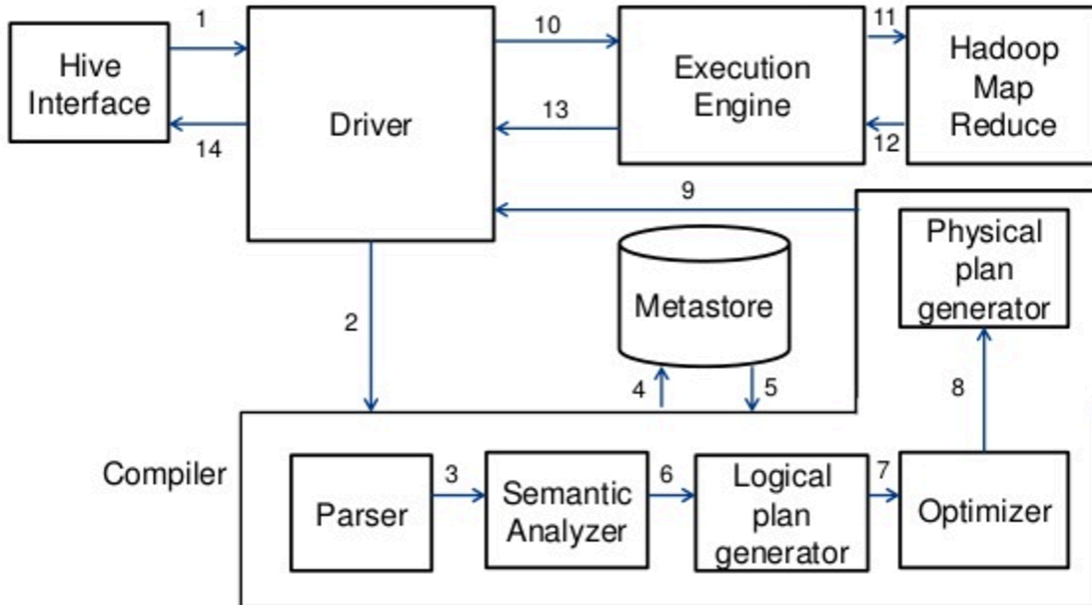 1
10
11
Hive
Interface
Driver
Execution
Engine
Hadoop
Map
Reduce
14
13
12
9
2
Metastore
Physical
plan
generator
4
5
8
Compiler
Parser
3
Semantic
Analyzer
6
Logical
plan
generator
7
Optimizer